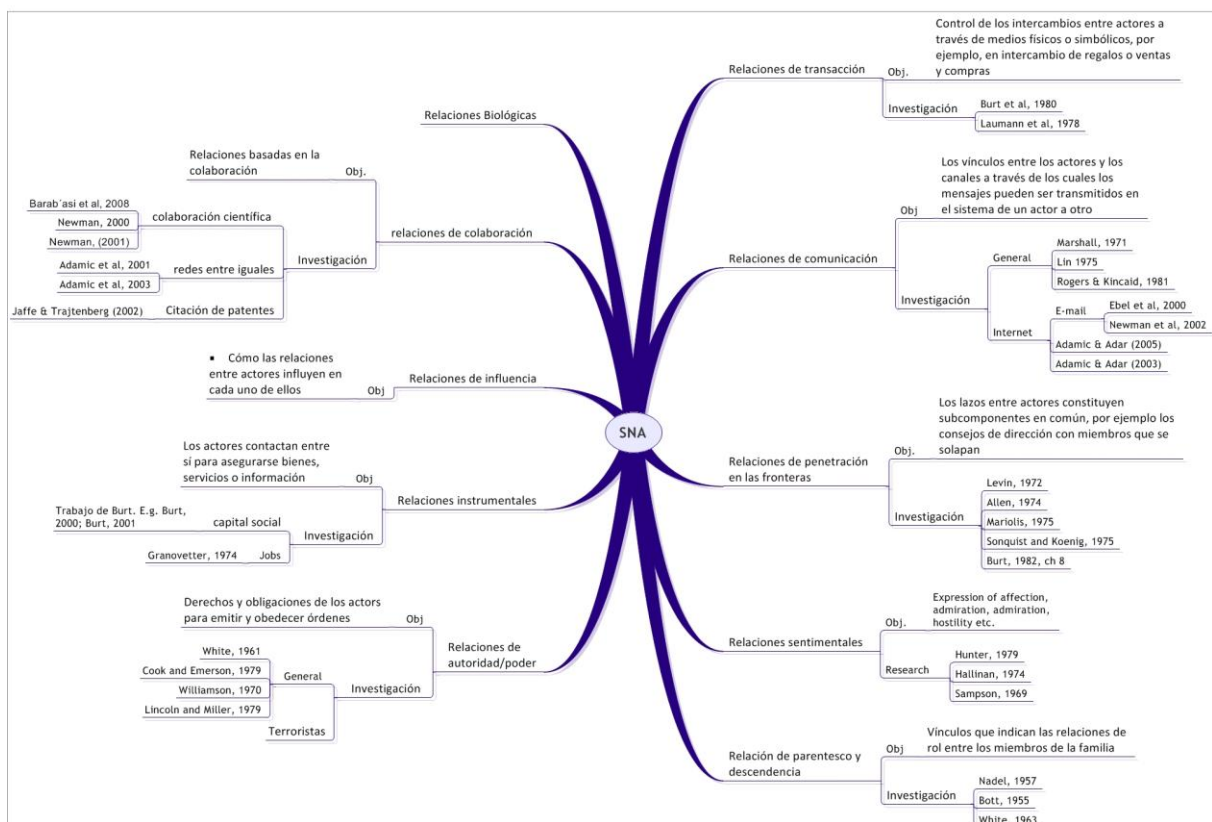 SNA
Relaciones de transacción
Obj.
Control de los intercambios entre actores a
través de medios físicos o simbólicos, por
ejemplo, en intercambio de regalos o ventas
y compras
Investigación
Burt et al, 1980
Laumann et al, 1978
Relaciones de comunicación
Obj
Los vínculos entre los actores y los
canales a través de los cuales los
mensajes pueden ser transmitidos en
el sistema de un actor a otro
Investigación
General
Marshall, 1971
Lin 1975
Rogers & Kincaid, 1981
Internet
E-mail
Ebel et al, 2000
Newman et al, 2002
Adamic & Adar (2005)
Adamic & Adar (2003)
Relaciones de penetración
en las fronteras
Obj.
Los lazos entre actores constituyen
subcomponentes en común, por ejemplo los
consejos de dirección con miembros que se
solapan
Investigación
Levin, 1972
Allen, 1974
Mariolis, 1975
Sonquist and Koenig, 1975
Burt, 1982, ch 8
Relaciones sentimentales
Obj.
Expression of affection,
admiration, admiration,
hostility etc.
Research
Hunter, 1979
Hallinan, 1974
Sampson, 1969
Relación de parentesco y
descendencia
Obj
Vínculos que indican las relaciones de
rol entre los miembros de la familia
Investigación
Nadel, 1957
Bott, 1955
White, 1963
Relaciones Biológicas
relaciones de colaboración
Obj.
Relaciones basadas en la
colaboración
Investigación
colaboración científica
Barab´asi et al, 2008
Newman, 2000
Newman, (2001)
redes entre iguales
Adamic et al, 2001
Adamic et al, 2003
Citación de patentes
Jaffe & Trajtenberg (2002)
Relaciones de influencia
Obj
• Cómo las relaciones
entre actores influyen en
cada uno de ellos
Relaciones instrumentales
Obj
Los actores contactan entre
sí para asegurarse bienes,
servicios o información
Investigación
capital social
Trabajo de Burt. E.g. Burt,
2000; Burt, 2001
Jobs
Granovetter, 1974
Relaciones de
autoridad/poder
Obj
Derechos y obligaciones de los actors
para emitir y obedecer órdenes
Investigación
General
White, 1961
Cook and Emerson, 1979
Williamson, 1970
Lincoln and Miller, 1979
Terroristas